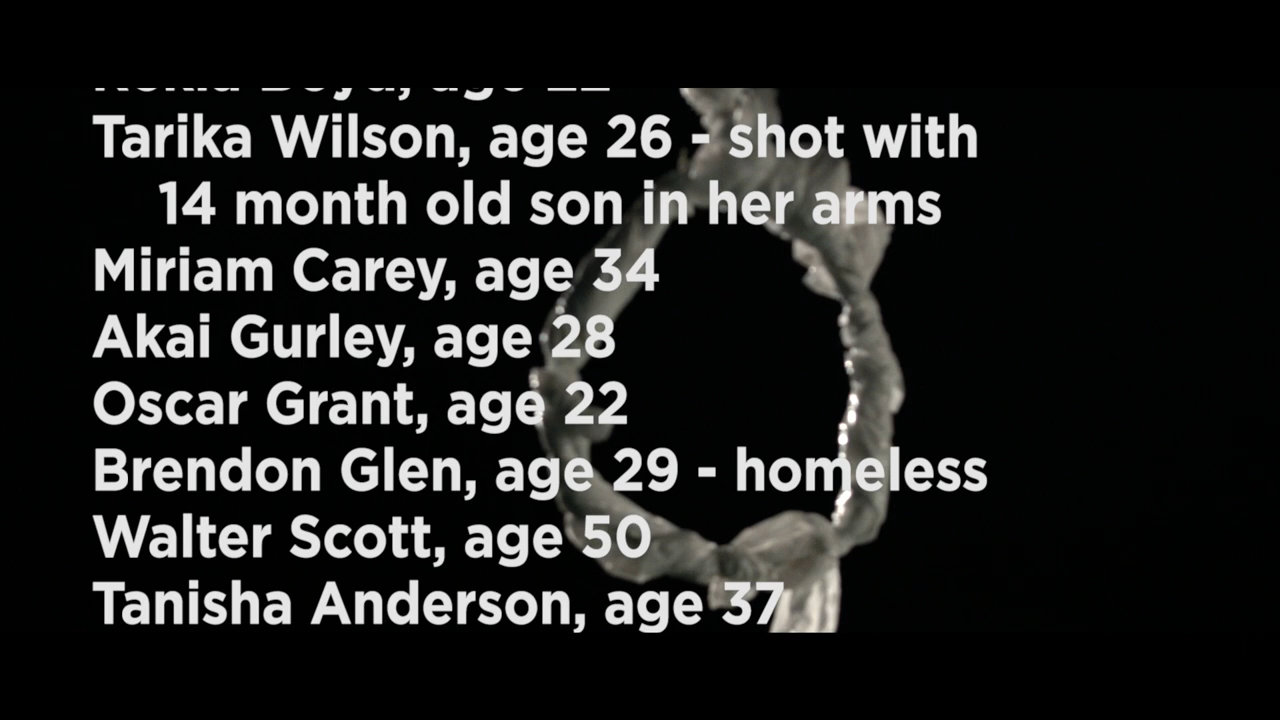 Tarika Wilson, age 26 - shot with
14 month old son in her arms
Miriam Carey, age 34
Akai Gurley, age 28
Oscar Grant, age 22
Brendon Glen, age 29 - homeless
Walter Scott, age 50
Tanisha Anderson, age 37